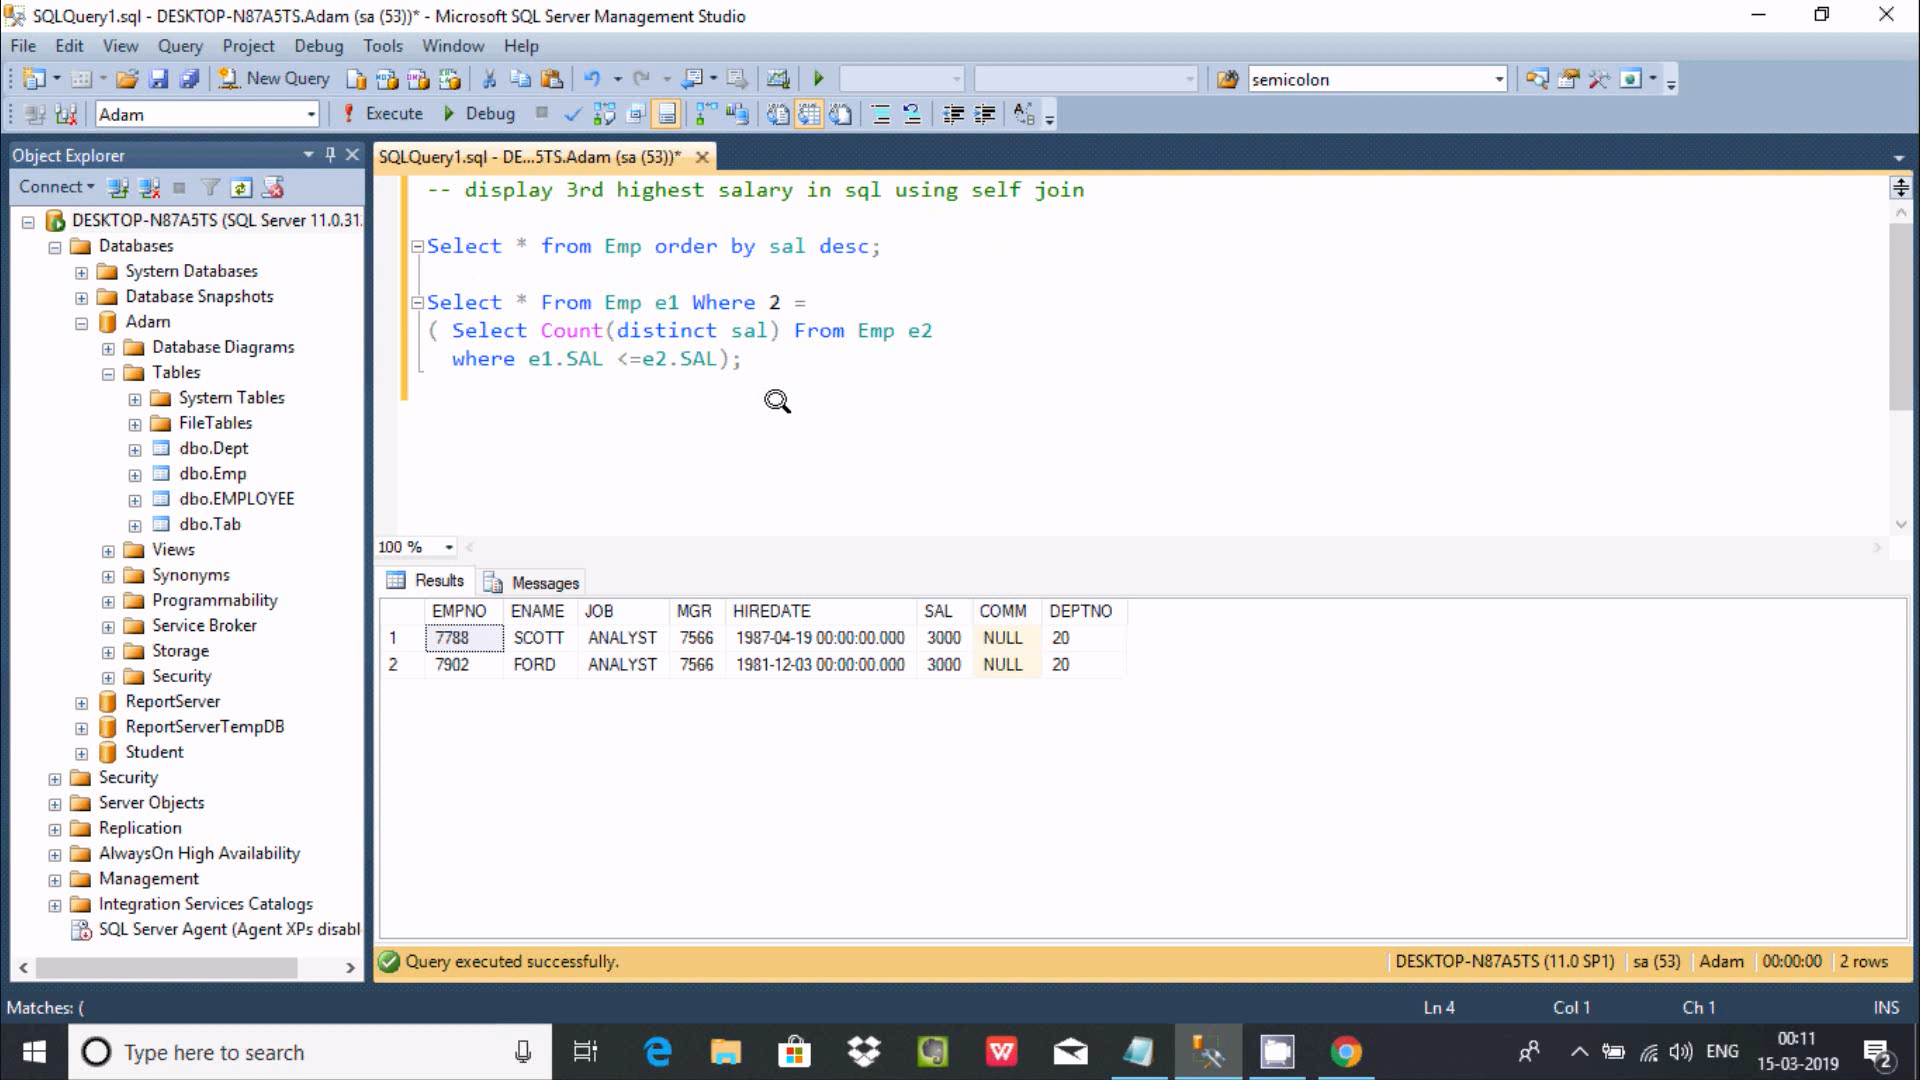 SQLQuery1.sql - DESKTOP-N87A5TS.Adam (sa (53))* - Microsoft SQL Server Management Studio
File Edit View Query Project Debug Tools Window Help
New Query semicolon
Adam Execute Debug
Object Explorer
SQLQuery1.sql - DE...5TS.Adam (sa (53))*
Connect
DESKTOP-N87A5TS (SQL Server 11.0.31
Databases
System Databases
Database Snapshots
Adam
Database Diagrams
Tables
System Tables
FileTables
dbo.Dept
dbo.Emp
dbo.EMPLOYEE
dbo.Tab
Views
Synonyms
Programmability
Service Broker
Storage
Security
ReportServer
ReportServerTempDB
Student
Security
Server Objects
Replication
AlwaysOn High Availability
Management
Integration Services Catalogs
SQL Server Agent (Agent XPs disabl
-- display 3rd highest salary in sql using self join
Select * from Emp order by sal desc;
Select * From Emp e1 Where 2 =
( Select Count(distinct sal) From Emp e2
where e1.SAL <=e2.SAL);
100 %
Results Messages
EMPNO ENAME JOB MGR HIREDATE SAL COMM DEPTNO
1 7788 SCOTT ANALYST 7566 1987-04-19 00:00:00.000 3000 NULL 20
2 7902 FORD ANALYST 7566 1981-12-03 00:00:00.000 3000 NULL 20
Query executed successfully. DESKTOP-N87A5TS (11.0 SP1) sa (53) Adam 00:00:00 2 rows
Matches: ( Ln 4 Col 1 Ch 1 INS
Type here to search
ENG
00:11
15-03-2019
2